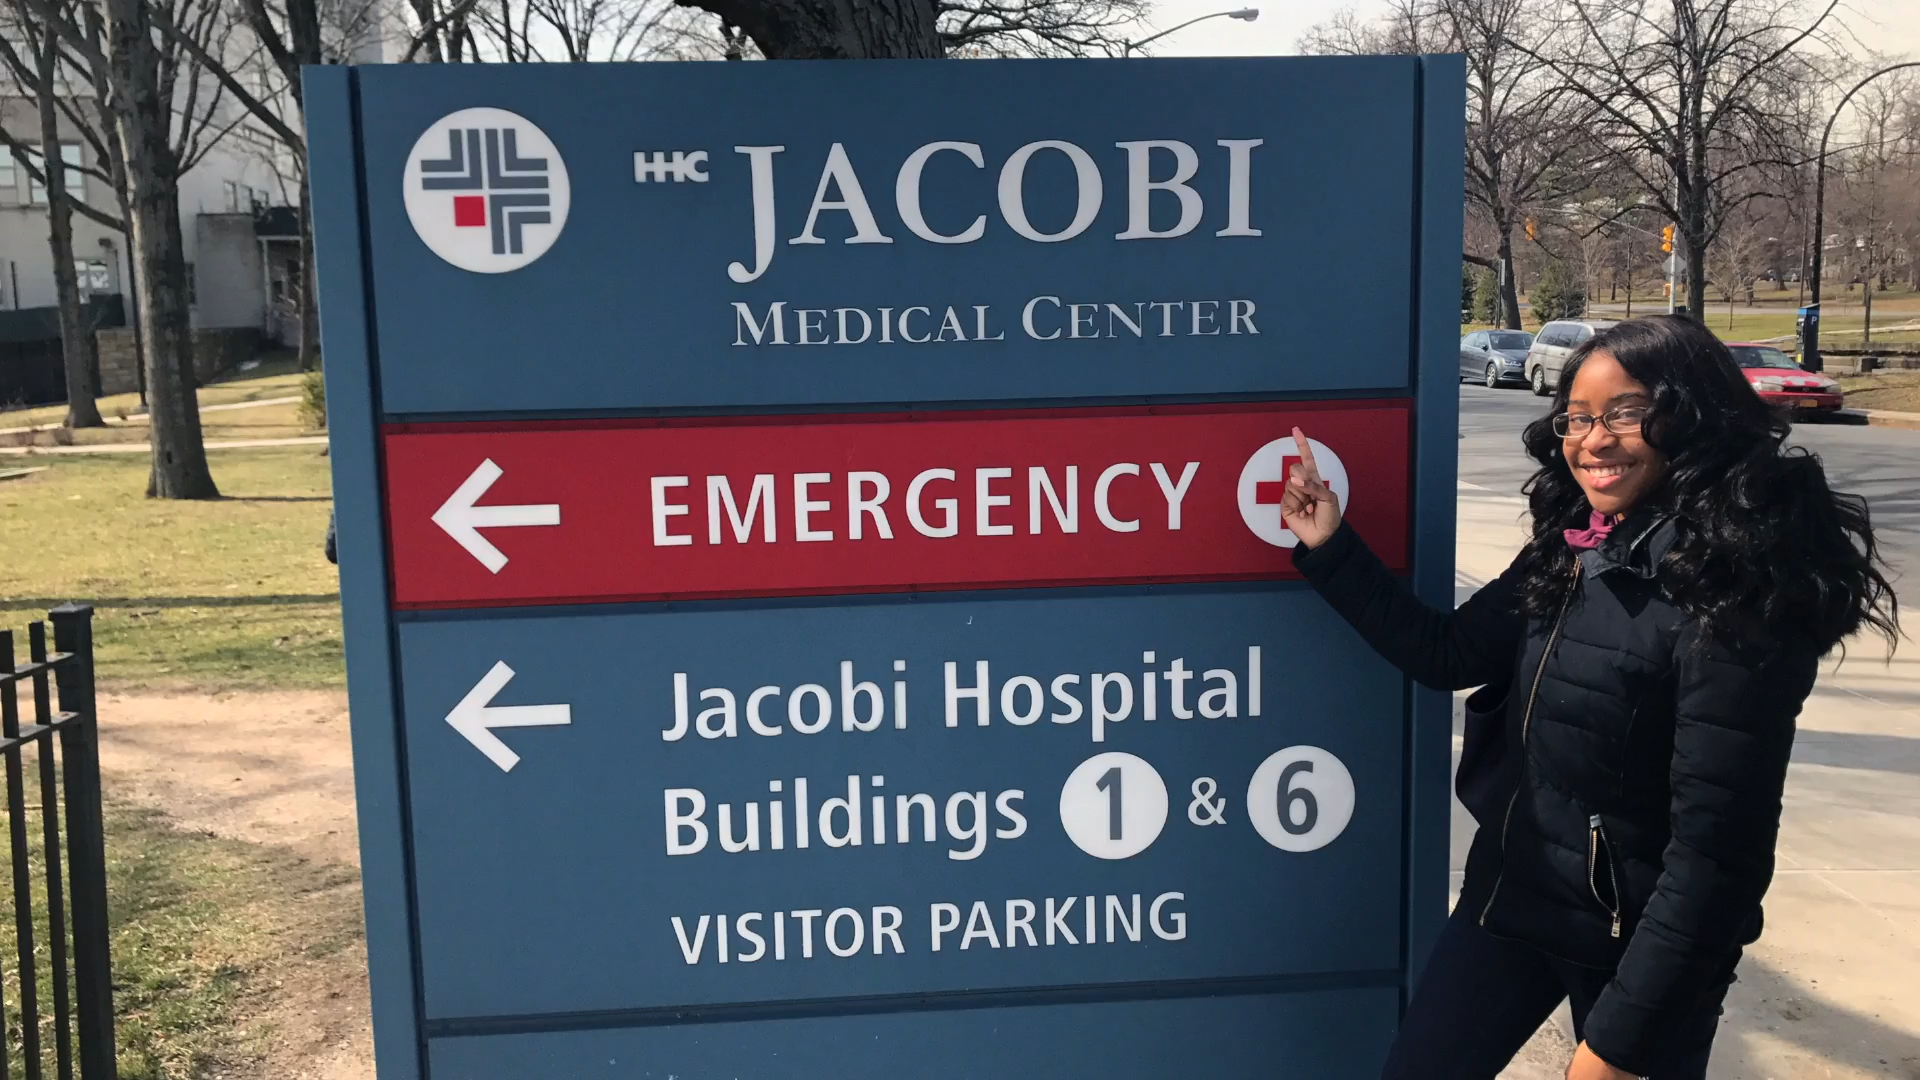 HHC JACOBI
MEDICAL CENTER
EMERGENCY
Jacobi Hospital
Buildings 1 & 6
VISITOR PARKING